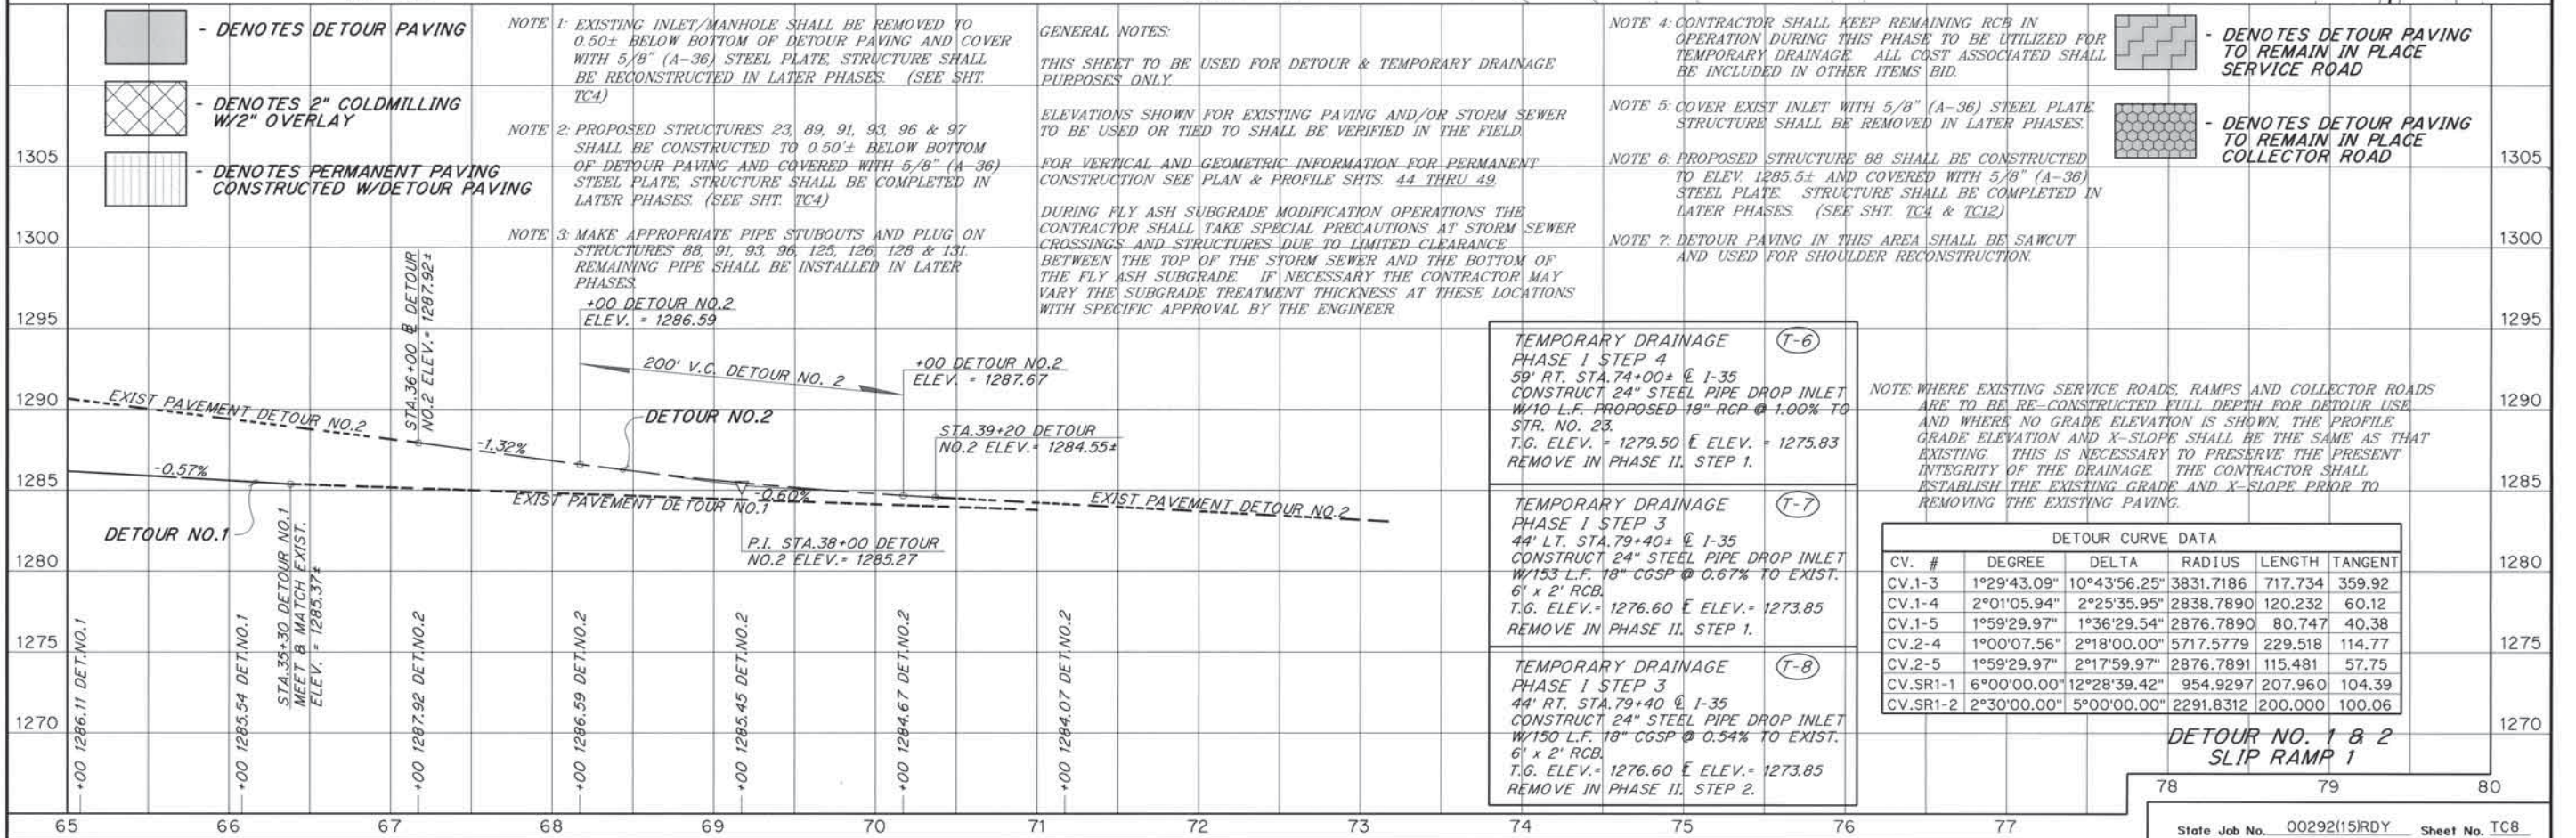 - DENOTES DETOUR PAVING
- DENOTES 2" COLDMILLING
W/2" OVERLAY
- DENOTES PERMANENT PAVING
CONSTRUCTED W/DETOUR PAVING
NOTE 1: EXISTING INLET/MANHOLE SHALL BE REMOVED TO
0.50± BELOW BOTTOM OF DETOUR PAVING AND COVER
WITH 5/8" (A-36) STEEL PLATE, STRUCTURE SHALL
BE RECONSTRUCTED IN LATER PHASES. (SEE SHT.
TC4)
NOTE 2: PROPOSED STRUCTURES 23, 89, 91, 93, 96 & 97
SHALL BE CONSTRUCTED TO 0.50'± BELOW BOTTOM
OF DETOUR PAVING AND COVERED WITH 5/8" (A-36)
STEEL PLATE, STRUCTURE SHALL BE COMPLETED IN
LATER PHASES. (SEE SHT. TC4)
NOTE 3: MAKE APPROPRIATE PIPE STUBOUTS AND PLUG ON
STRUCTURES 88, 91, 93, 96, 125, 126, 128 & 131.
REMAINING PIPE SHALL BE INSTALLED IN LATER
PHASES.
GENERAL NOTES:
THIS SHEET TO BE USED FOR DETOUR & TEMPORARY DRAINAGE
PURPOSES ONLY.
ELEVATIONS SHOWN FOR EXISTING PAVING AND/OR STORM SEWER
TO BE USED OR TIED TO SHALL BE VERIFIED IN THE FIELD.
FOR VERTICAL AND GEOMETRIC INFORMATION FOR PERMANENT
CONSTRUCTION SEE PLAN & PROFILE SHTS. 44 THRU 49.
DURING FLY ASH SUBGRADE MODIFICATION OPERATIONS THE
CONTRACTOR SHALL TAKE SPECIAL PRECAUTIONS AT STORM SEWER
CROSSINGS AND STRUCTURES DUE TO LIMITED CLEARANCE
BETWEEN THE TOP OF THE STORM SEWER AND THE BOTTOM OF
THE FLY ASH SUBGRADE. IF NECESSARY THE CONTRACTOR MAY
VARY THE SUBGRADE TREATMENT THICKNESS AT THESE LOCATIONS
WITH SPECIFIC APPROVAL BY THE ENGINEER.
NOTE 4: CONTRACTOR SHALL KEEP REMAINING RCB IN
OPERATION DURING THIS PHASE TO BE UTILIZED FOR
TEMPORARY DRAINAGE. ALL COST ASSOCIATED SHALL
BE INCLUDED IN OTHER ITEMS BID.
NOTE 5: COVER EXIST INLET WITH 5/8" (A-36) STEEL PLATE.
STRUCTURE SHALL BE REMOVED IN LATER PHASES.
NOTE 6: PROPOSED STRUCTURE 88 SHALL BE CONSTRUCTED
TO ELEV. 1285.5± AND COVERED WITH 5/8" (A-36)
STEEL PLATE. STRUCTURE SHALL BE COMPLETED IN
LATER PHASES. (SEE SHT. TC4 & TC12)
NOTE 7: DETOUR PAVING IN THIS AREA SHALL BE SAWCUT
AND USED FOR SHOULDER RECONSTRUCTION.
- DENOTES DETOUR PAVING
TO REMAIN IN PLACE
SERVICE ROAD
- DENOTES DETOUR PAVING
TO REMAIN IN PLACE
COLLECTOR ROAD
1305
1300
1295
1290
1285
1280
1275
1270
1305
1300
1295
1290
1285
1280
1275
1270
STA.36+00 ℄ DETOUR
NO.2 ELEV.= 1287.92±
+00 DETOUR NO.2
ELEV. = 1286.59
200' V.C. DETOUR NO. 2
+00 DETOUR NO.2
ELEV. = 1287.67
EXIST PAVEMENT DETOUR NO.2
-1.32%
DETOUR NO.2
STA.39+20 DETOUR
NO.2 ELEV.= 1284.55±
-0.57%
-0.60%
EXIST PAVEMENT DETOUR NO.1
EXIST PAVEMENT DETOUR NO.2
DETOUR NO.1
P.I. STA.38+00 DETOUR
NO.2 ELEV.= 1285.27
STA.35+30 DETOUR NO.1
MEET & MATCH EXIST.
ELEV. = 1285.37±
+00 1286.11 DET.NO.1
+00 1285.54 DET.NO.1
+00 1287.92 DET.NO.2
+00 1286.59 DET.NO.2
+00 1285.45 DET.NO.2
+00 1284.67 DET.NO.2
+00 1284.07 DET.NO.2
TEMPORARY DRAINAGE T-6
PHASE I STEP 4
59' RT. STA.74+00± ℄ I-35
CONSTRUCT 24" STEEL PIPE DROP INLET
W/10 L.F. PROPOSED 18" RCP @ 1.00% TO
STR. NO. 23.
T.G. ELEV. = 1279.50 ℄ ELEV. = 1275.83
REMOVE IN PHASE II, STEP 1.
TEMPORARY DRAINAGE T-7
PHASE I STEP 3
44' LT. STA.79+40± ℄ I-35
CONSTRUCT 24" STEEL PIPE DROP INLET
W/153 L.F. 18" CGSP @ 0.67% TO EXIST.
6' x 2' RCB.
T.G. ELEV.= 1276.60 ℄ ELEV.= 1273.85
REMOVE IN PHASE II, STEP 1.
TEMPORARY DRAINAGE T-8
PHASE I STEP 3
44' RT. STA.79+40 ℄ I-35
CONSTRUCT 24" STEEL PIPE DROP INLET
W/150 L.F. 18" CGSP @ 0.54% TO EXIST.
6' x 2' RCB.
T.G. ELEV.= 1276.60 ℄ ELEV.= 1273.85
REMOVE IN PHASE II, STEP 2.
NOTE: WHERE EXISTING SERVICE ROADS, RAMPS AND COLLECTOR ROADS
ARE TO BE RE-CONSTRUCTED FULL DEPTH FOR DETOUR USE,
AND WHERE NO GRADE ELEVATION IS SHOWN, THE PROFILE
GRADE ELEVATION AND X-SLOPE SHALL BE THE SAME AS THAT
EXISTING. THIS IS NECESSARY TO PRESERVE THE PRESENT
INTEGRITY OF THE DRAINAGE. THE CONTRACTOR SHALL
ESTABLISH THE EXISTING GRADE AND X-SLOPE PRIOR TO
REMOVING THE EXISTING PAVING.
DETOUR CURVE DATA
CV. # DEGREE DELTA RADIUS LENGTH TANGENT
CV.1-3 1°29'43.09" 10°43'56.25" 3831.7186 717.734 359.92
CV.1-4 2°01'05.94" 2°25'35.95" 2838.7890 120.232 60.12
CV.1-5 1°59'29.97" 1°36'29.54" 2876.7890 80.747 40.38
CV.2-4 1°00'07.56" 2°18'00.00" 5717.5779 229.518 114.77
CV.2-5 1°59'29.97" 2°17'59.97" 2876.7891 115.481 57.75
CV.SR1-1 6°00'00.00" 12°28'39.42" 954.9297 207.960 104.39
CV.SR1-2 2°30'00.00" 5°00'00.00" 2291.8312 200.000 100.06
DETOUR NO. 1 & 2
SLIP RAMP 1
65 66 67 68 69 70 71 72 73 74 75 76 77 78 79 80
State Job No. 00292(15)RDY Sheet No. TC8